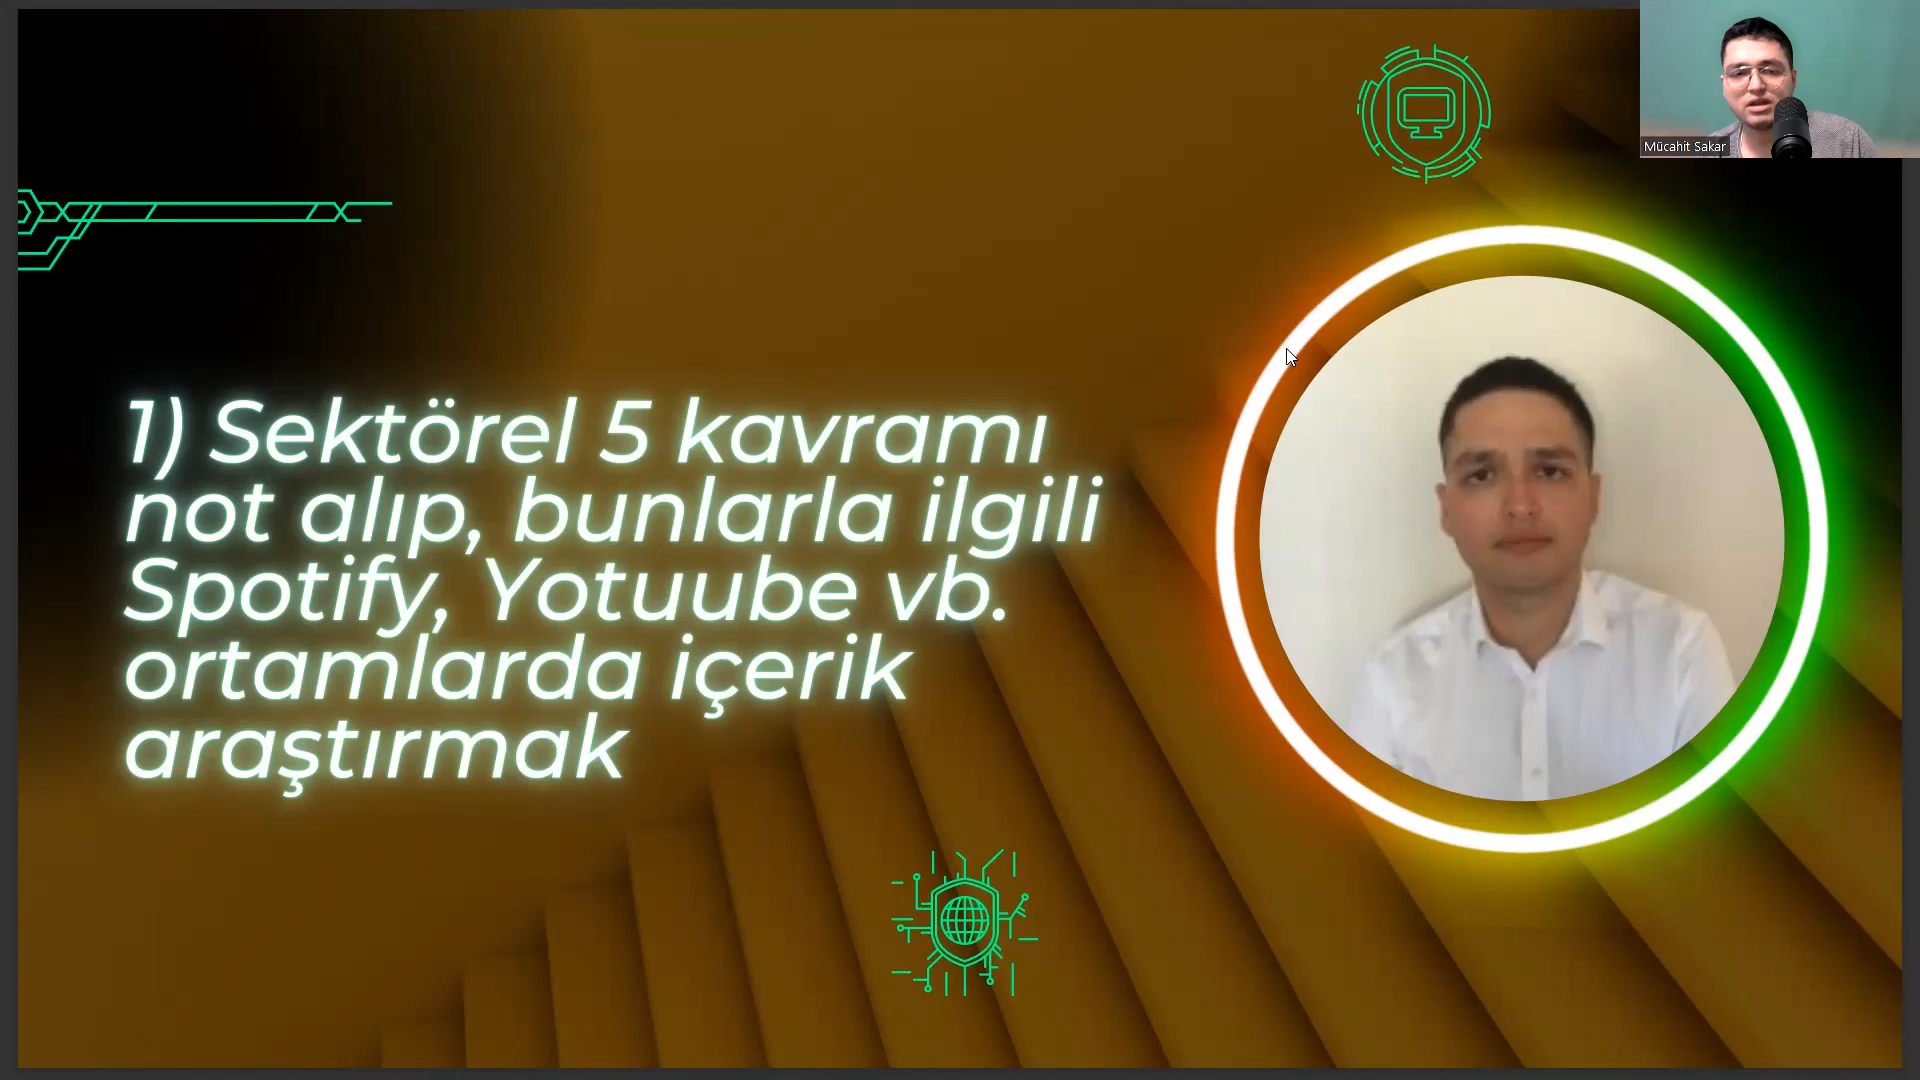 Mücahit Sakar
1) Sektörel 5 kavramı
not alıp, bunlarla ilgili
Spotify, Yotuube vb.
ortamlarda içerik
araştırmak